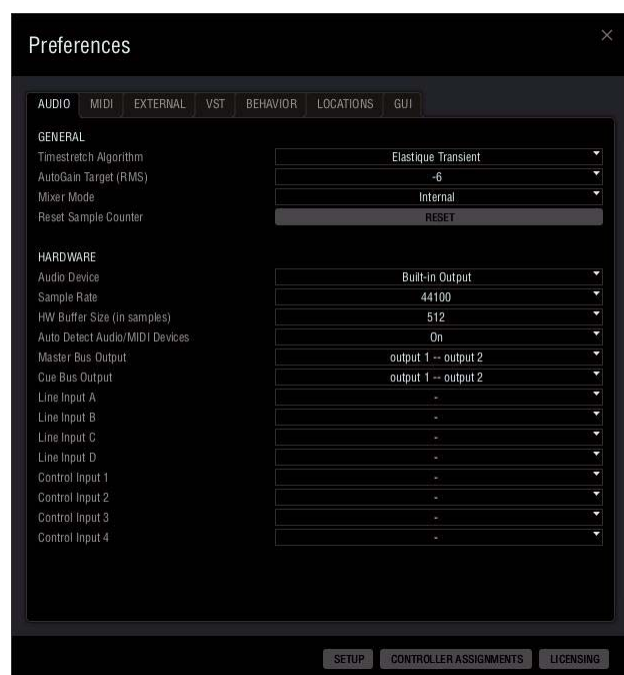 Preferences
AUDIO MIDI EXTERNAL VST BEHAVIOR LOCATIONS GUI
GENERAL
Timestretch Algorithm Elastique Transient
AutoGain Target (RMS) -6
Mixer Mode Internal
Reset Sample Counter RESET
HARDWARE
Audio Device Built-in Output
Sample Rate 44100
HW Buffer Size (in samples) 512
Auto Detect Audio/MIDI Devices On
Master Bus Output output 1 -- output 2
Cue Bus Output output 1 -- output 2
Line Input A -
Line Input B -
Line Input C -
Line Input D -
Control Input 1 -
Control Input 2 -
Control Input 3 -
Control Input 4 -
SETUP CONTROLLER ASSIGNMENTS LICENSING